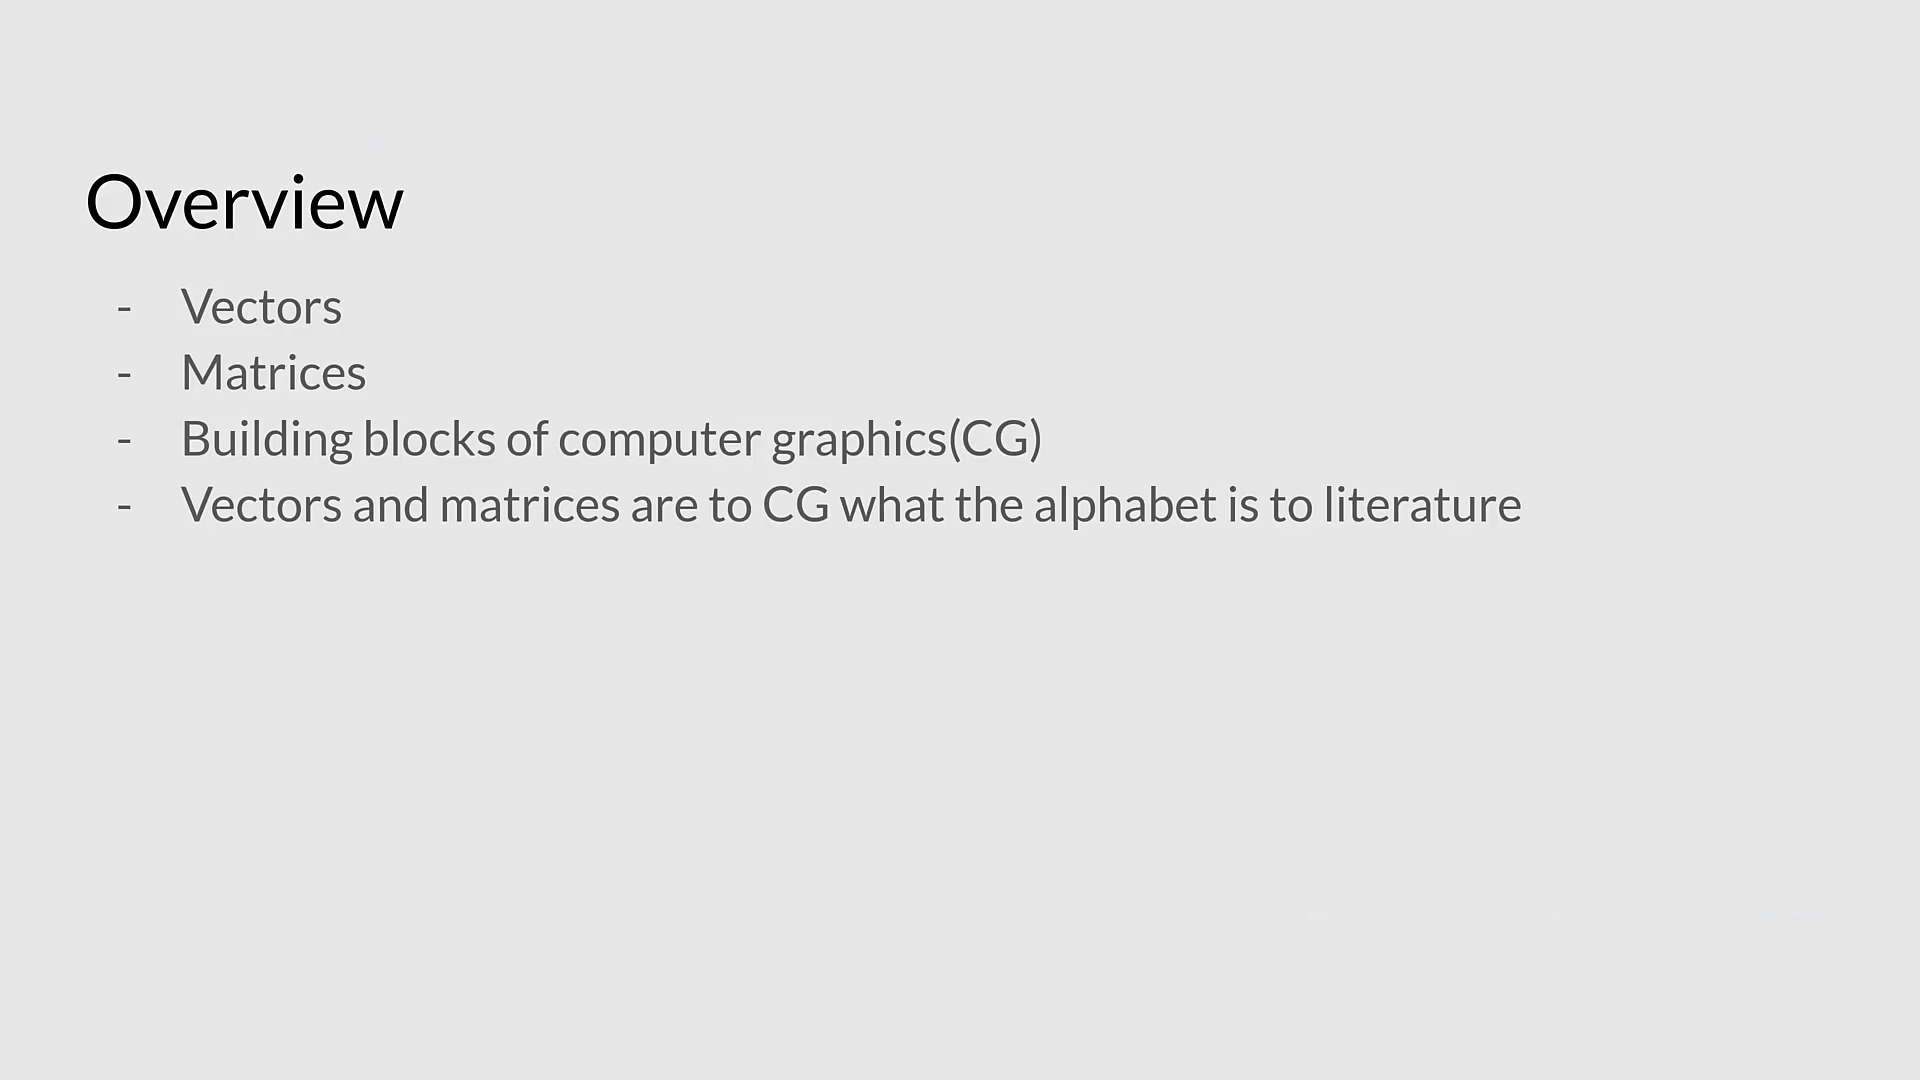 Overview
- Vectors
- Matrices
- Building blocks of computer graphics(CG)
- Vectors and matrices are to CG what the alphabet is to literature